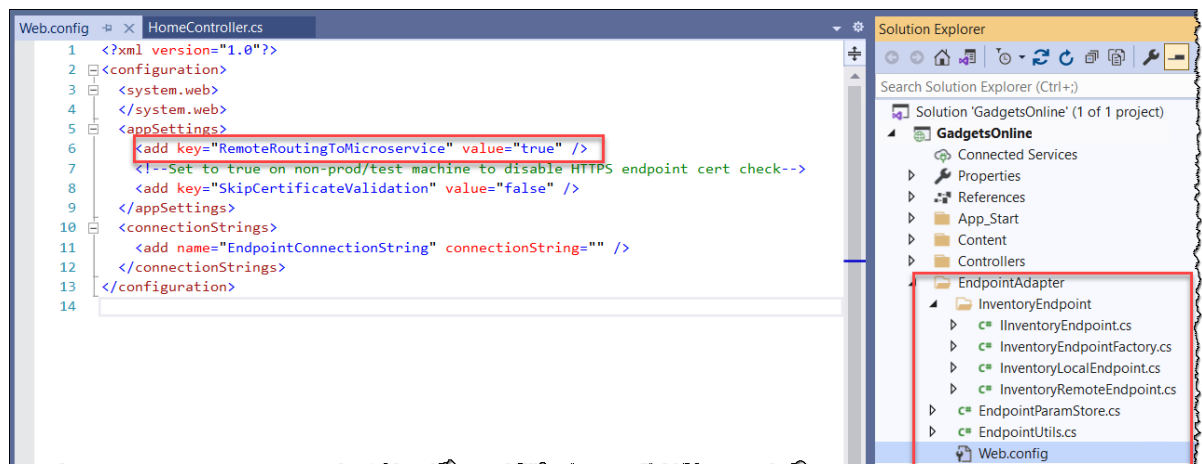 Web.config
HomeController.cs
1 <?xml version="1.0"?>
2 <configuration>
3 <system.web>
4 </system.web>
5 <appSettings>
6 <add key="RemoteRoutingToMicroservice" value="true" />
7 <!--Set to true on non-prod/test machine to disable HTTPS endpoint cert check-->
8 <add key="SkipCertificateValidation" value="false" />
9 </appSettings>
10 <connectionStrings>
11 <add name="EndpointConnectionString" connectionString="" />
12 </connectionStrings>
13 </configuration>
14
Solution Explorer
Search Solution Explorer (Ctrl+;)
Solution 'GadgetsOnline' (1 of 1 project)
GadgetsOnline
Connected Services
Properties
References
App_Start
Content
Controllers
EndpointAdapter
InventoryEndpoint
C# IInventoryEndpoint.cs
C# InventoryEndpointFactory.cs
C# InventoryLocalEndpoint.cs
C# InventoryRemoteEndpoint.cs
C# EndpointParamStore.cs
C# EndpointUtils.cs
Web.config